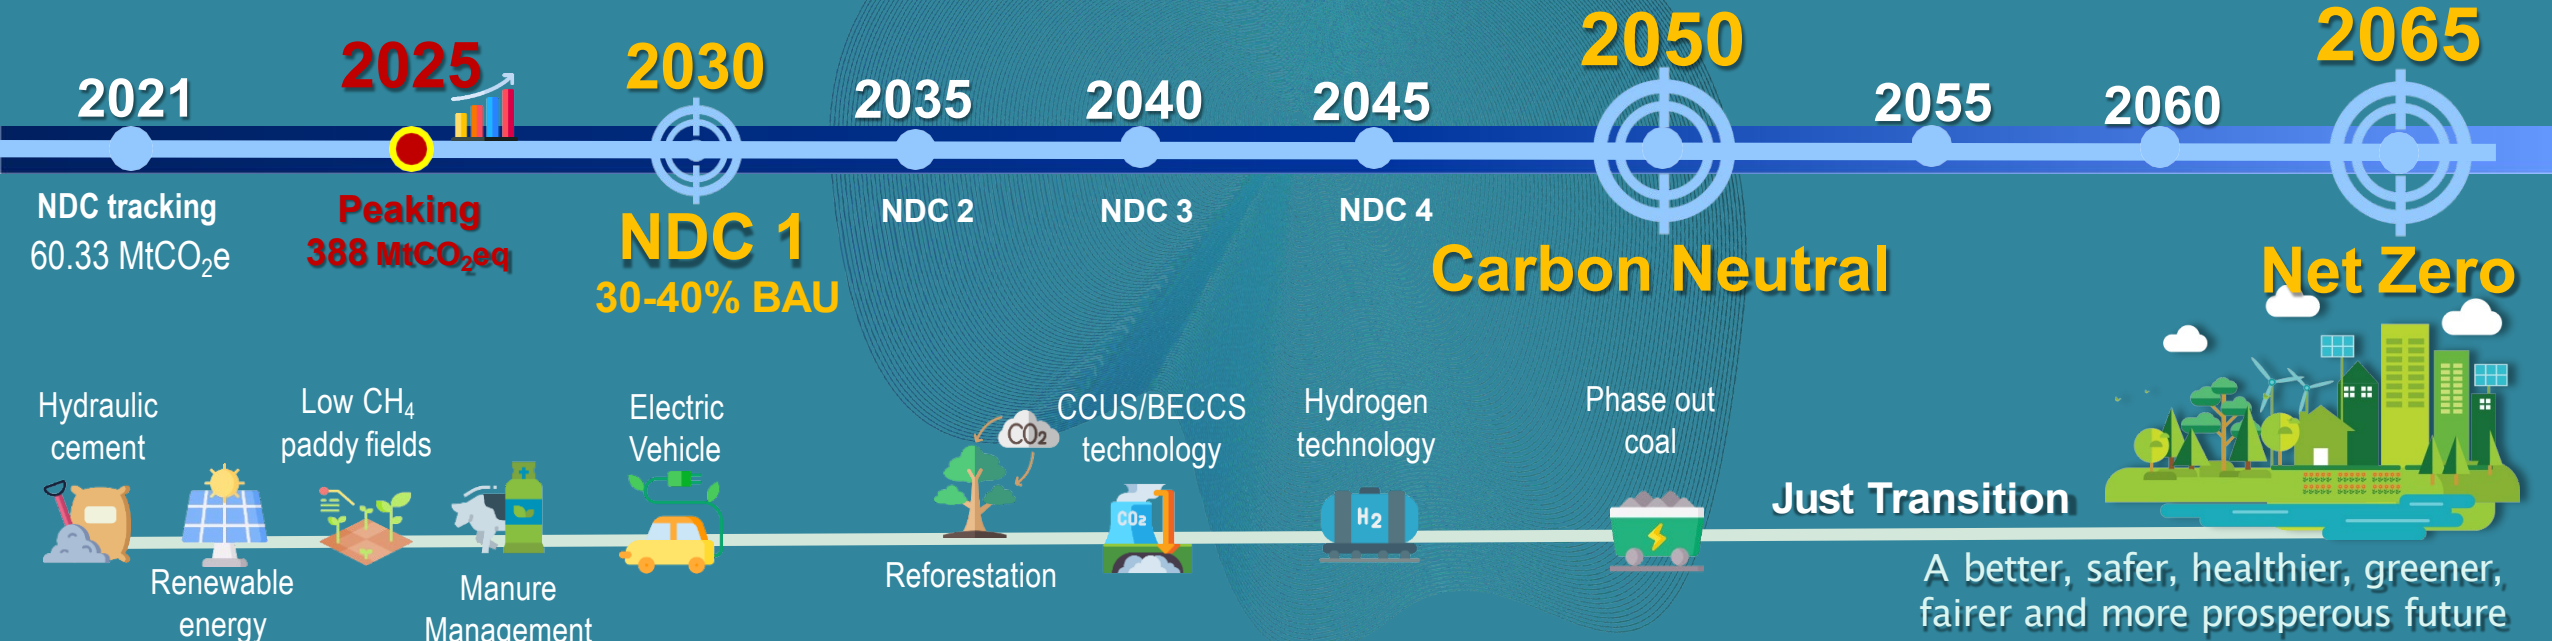 2021
2025
2030
2035
2040
2045
2050
2055
2060
2065
NDC tracking
60.33 MtCO₂e
Peaking
388 MtCO₂eq
NDC 1
30-40% BAU
NDC 2
NDC 3
NDC 4
Carbon Neutral
Net Zero
Hydraulic
cement
Renewable
energy
Low CH₄
paddy fields
Manure
Management
Electric
Vehicle
Reforestation
CO₂
CCUS/BECCS
technology
CO₂
Hydrogen
technology
H₂
Phase out
coal
Just Transition
A better, safer, healthier, greener,
fairer and more prosperous future